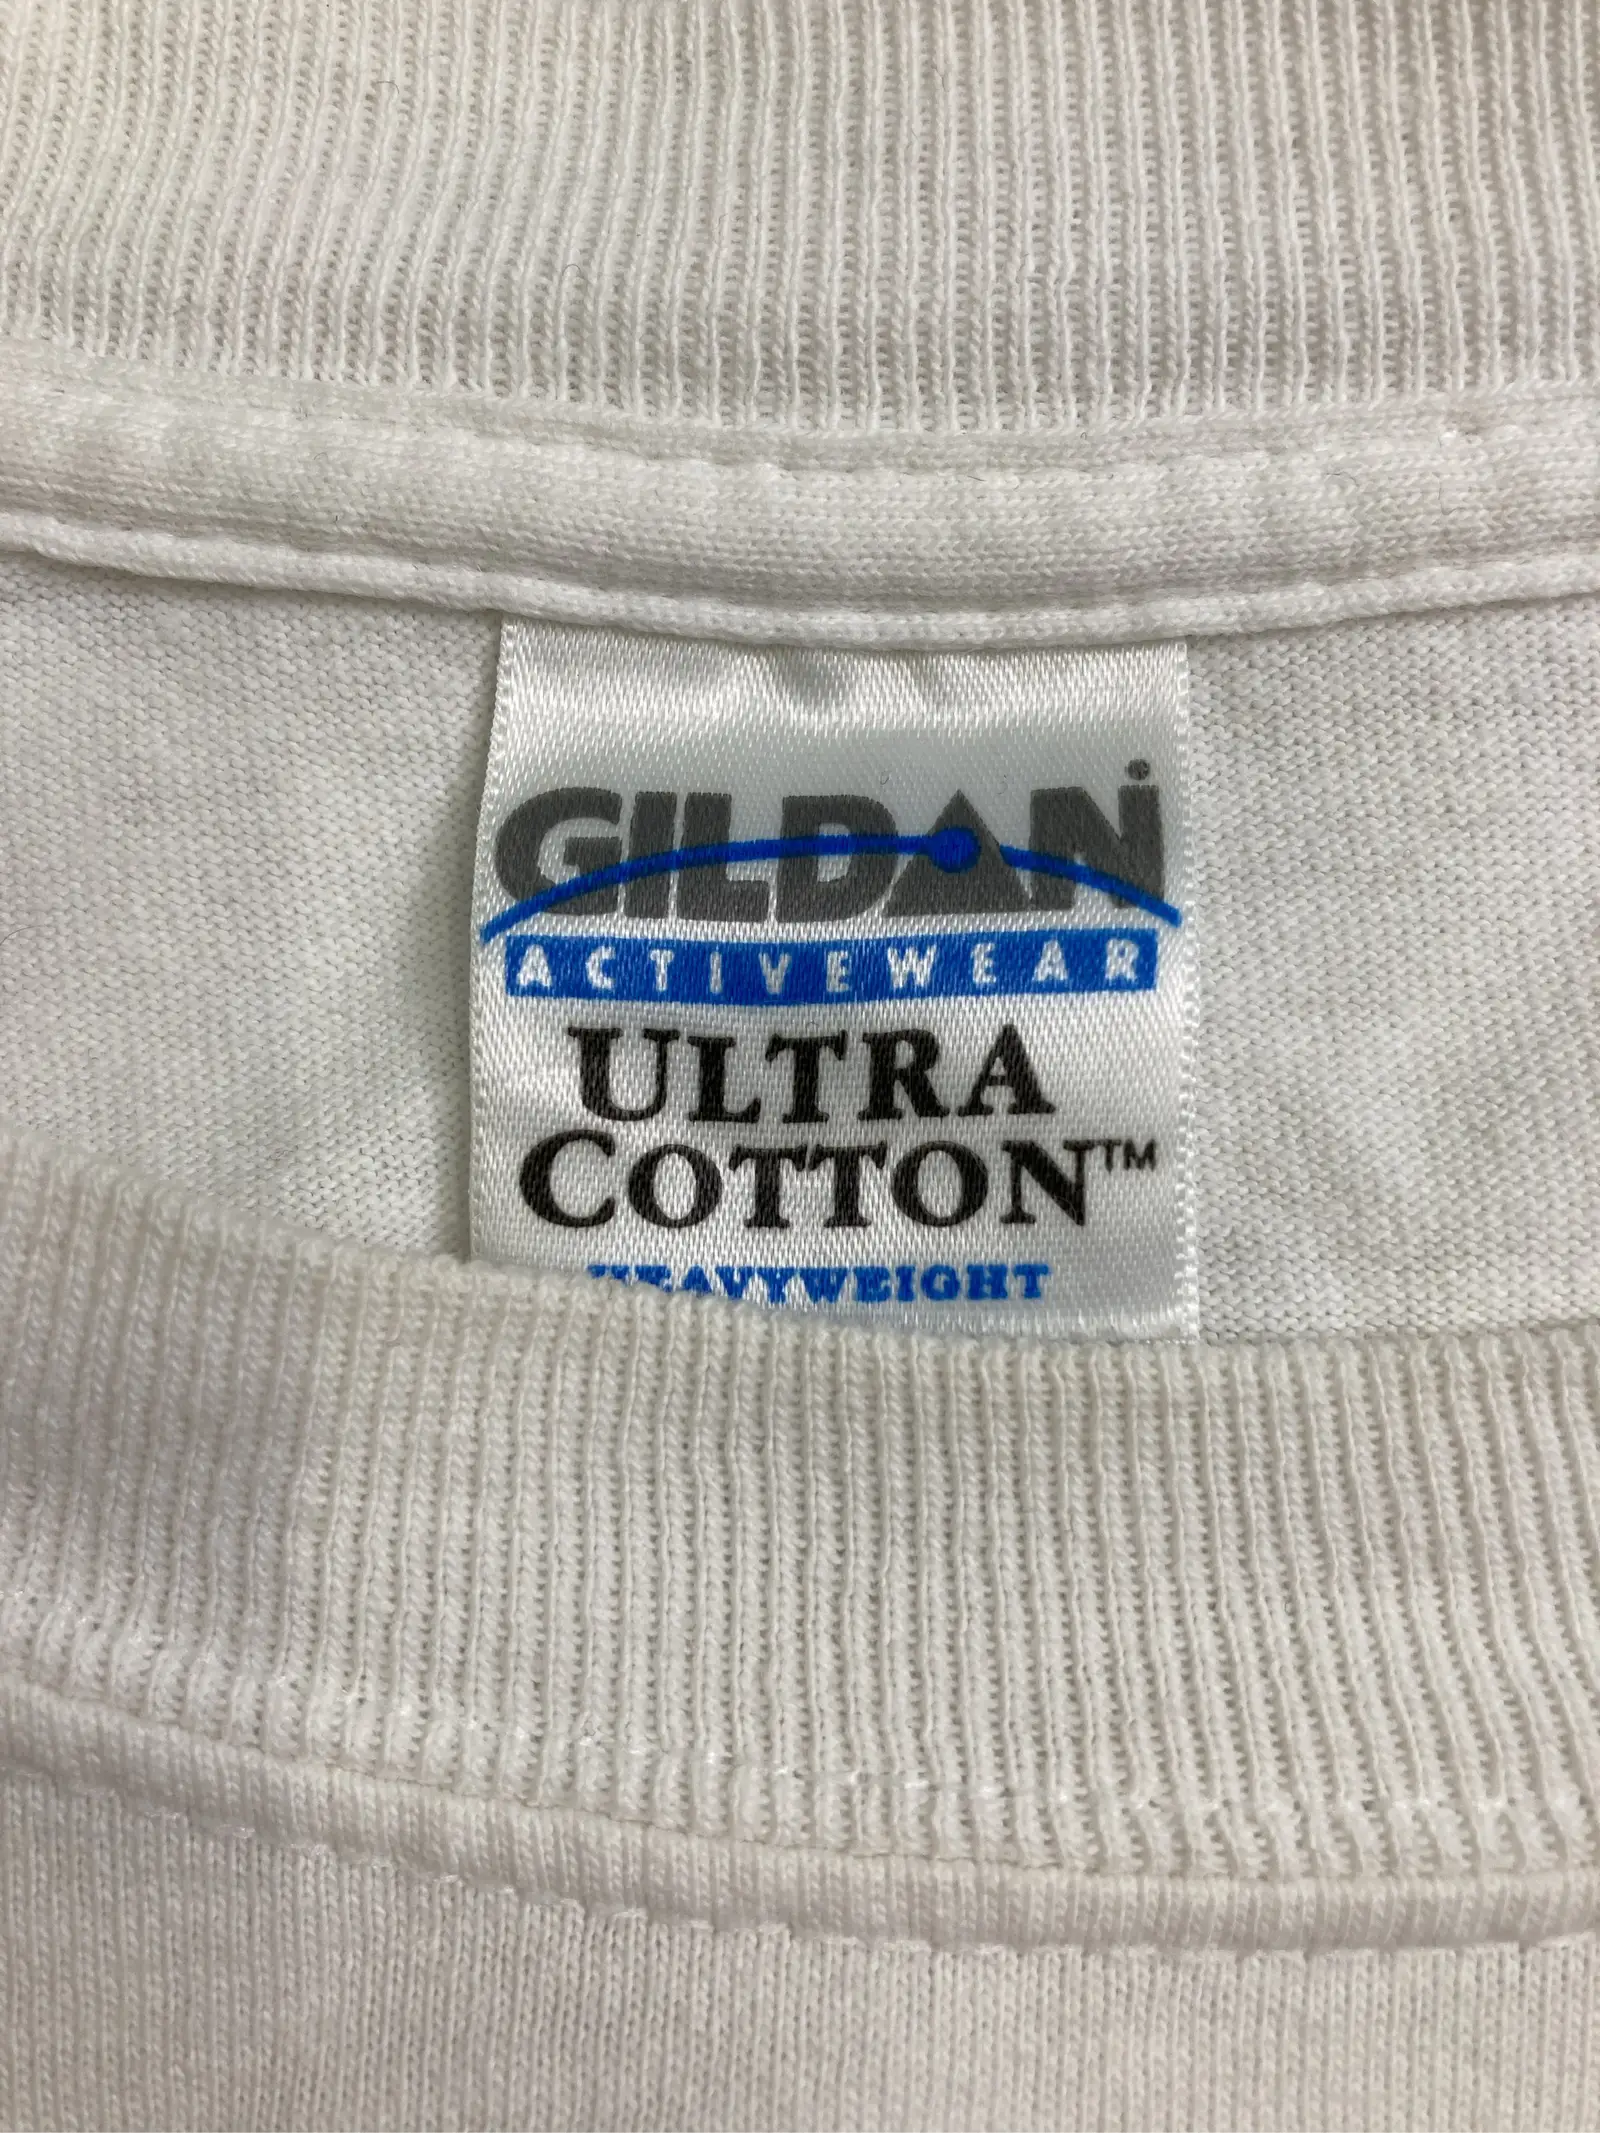 GILDAN
ACTIVEWEAR
ULTRA
COTTON™
HEAVYWEIGHT